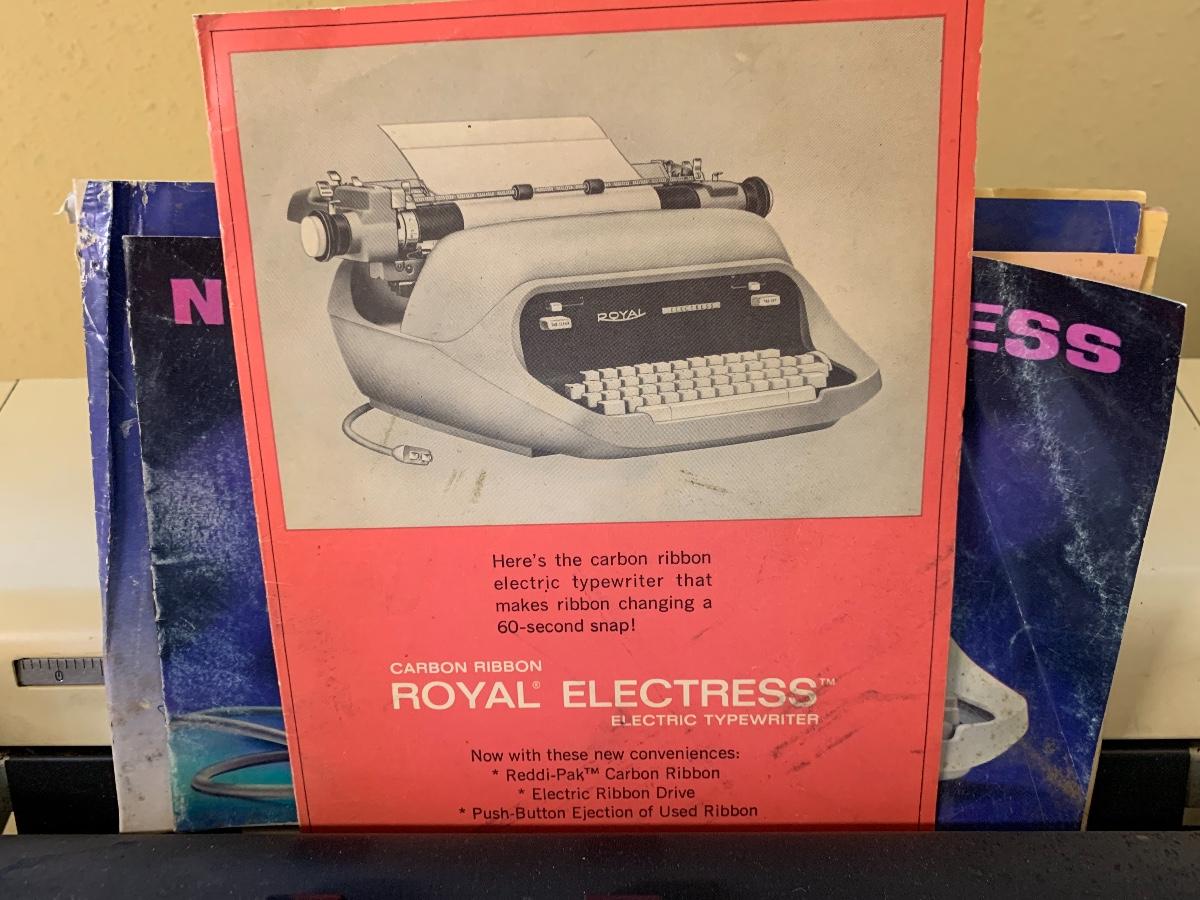 N
ESS
ROYAL
ELECTRESS
Here's the carbon ribbon
electric typewriter that
makes ribbon changing a
60-second snap!
CARBON RIBBON
ROYAL® ELECTRESS™
ELECTRIC TYPEWRITER
Now with these new conveniences:
* Reddi-Pak™ Carbon Ribbon
* Electric Ribbon Drive
* Push-Button Ejection of Used Ribbon